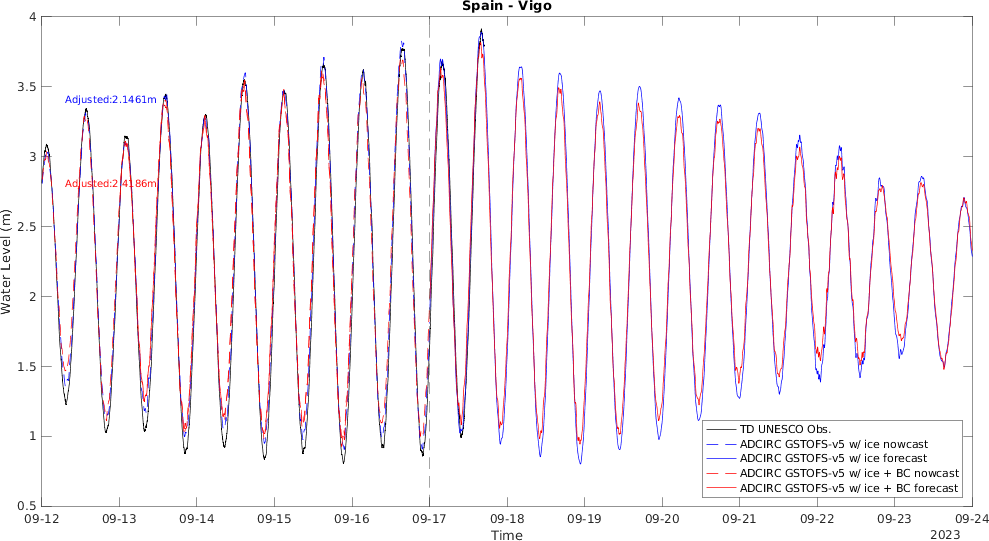 Spain - Vigo
4
3.5
3
2.5
2
1.5
1
0.5
Water Level (m)
Adjusted:2.1461m
Adjusted:2.4186m
TD UNESCO Obs.
ADCIRC GSTOFS-v5 w/ ice nowcast
ADCIRC GSTOFS-v5 w/ ice forecast
ADCIRC GSTOFS-v5 w/ ice + BC nowcast
ADCIRC GSTOFS-v5 w/ ice + BC forecast
09-12 09-13 09-14 09-15 09-16 09-17 09-18 09-19 09-20 09-21 09-22 09-23 09-24
Time
2023